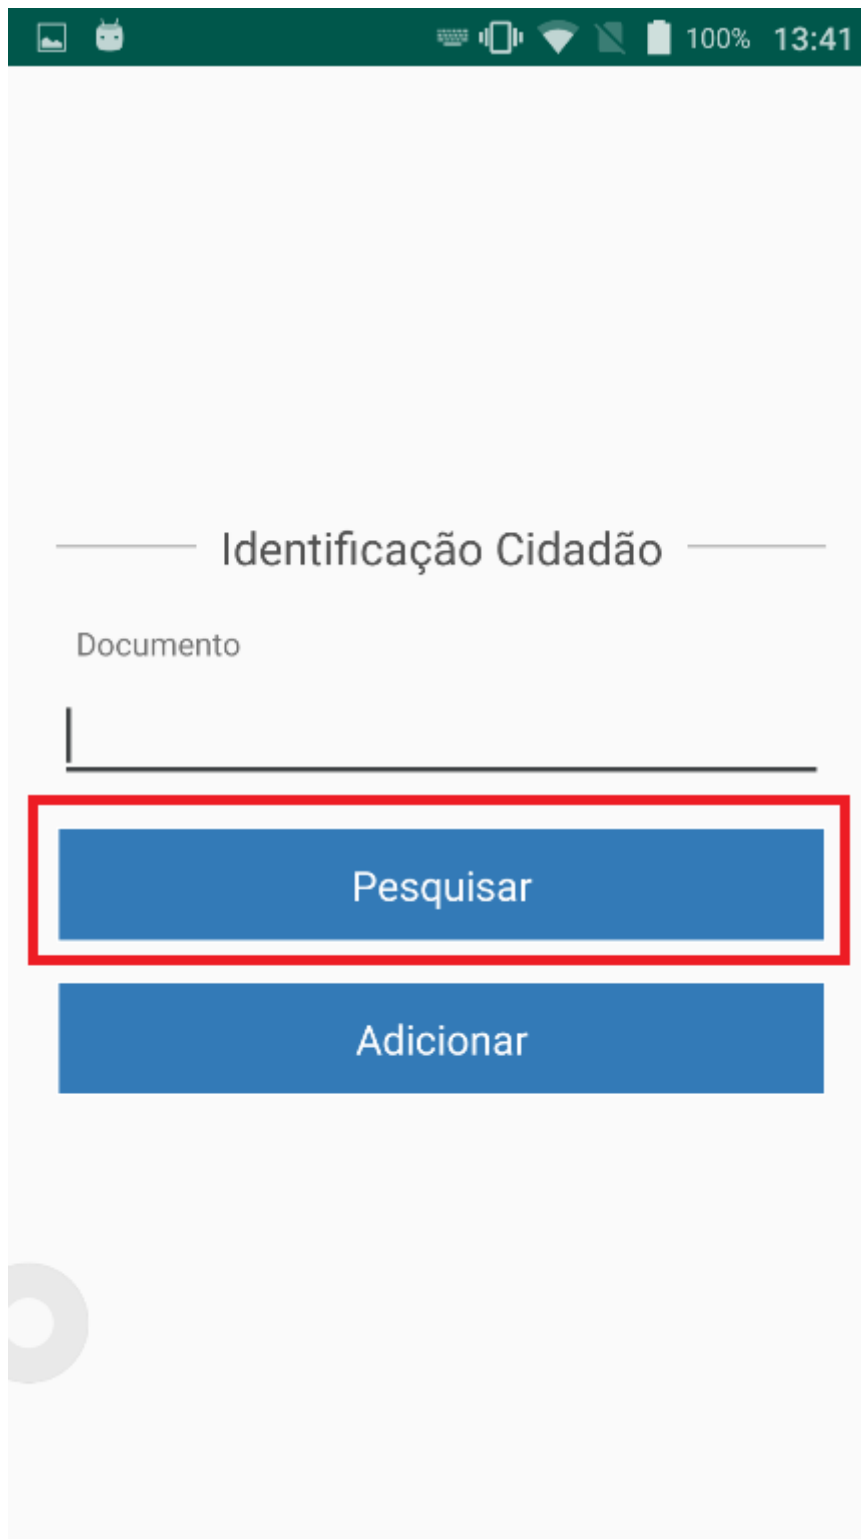 100% 13:41
Identificação Cidadão
Documento
Pesquisar
Adicionar